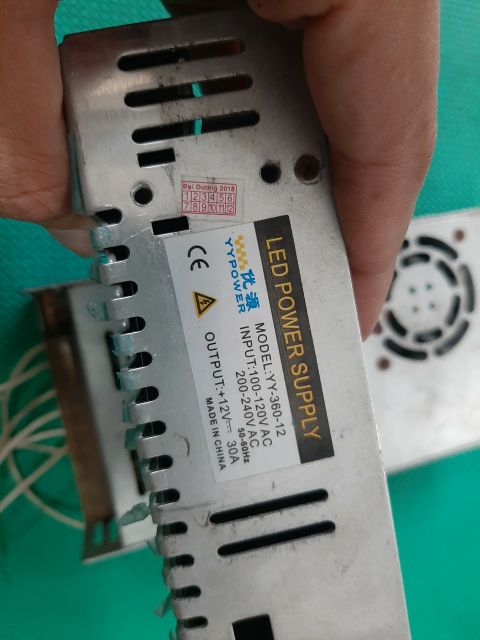 Đại Dương 2018
1 2 3 4 5 6
7 8 9 10 11 12
LED POWER SUPPLY
优源
YYPOWER
CE
MODEL:YY-360-12
INPUT:100-120V AC
200-240V AC
50-60Hz
OUTPUT:+12V⎓ 30A
MADE IN CHINA